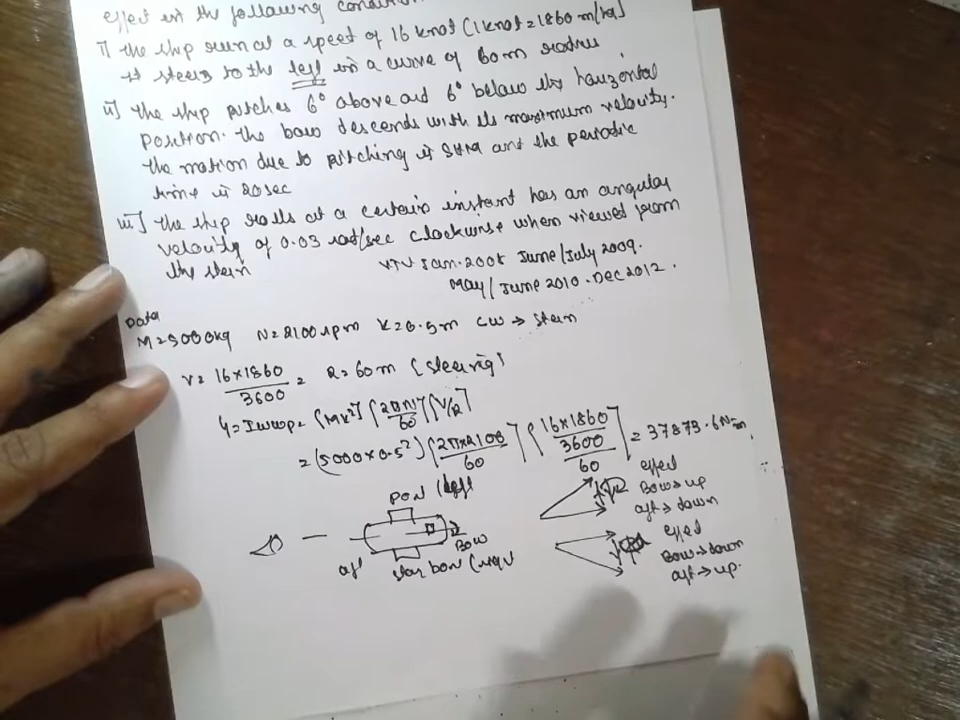 effect in the following condition
i] the ship run at a speed of 16 knot (1 knot = 1860 m/hr)
it steers to the left in a curve of 60m radius
ii] the ship pitches 6° above and 6° below the horizontal
position. the bow descends with its maximum velocity.
the motion due to pitching is SHM and the periodic
time is 20sec
iii] the ship rolls at a certain instant has an angular
velocity of 0.03 rad/sec clockwise when viewed from
the stern
VTU Jan. June/July 2009.
May/June 2010. Dec 2012.
Data
M=5000kg N=2100rpm K=0.5m CW → stern
V= 16×1860/3600 = R=60m (steering)
= [MK²] [2πN/60] [V/R]
= (5000×0.5²) [2π×2100/60] [16×1860/3600/60] = 37873.6 N-m
effect
Bow → up
aft → down
left
Bow
aft
effect
Bow → down
aft → up.